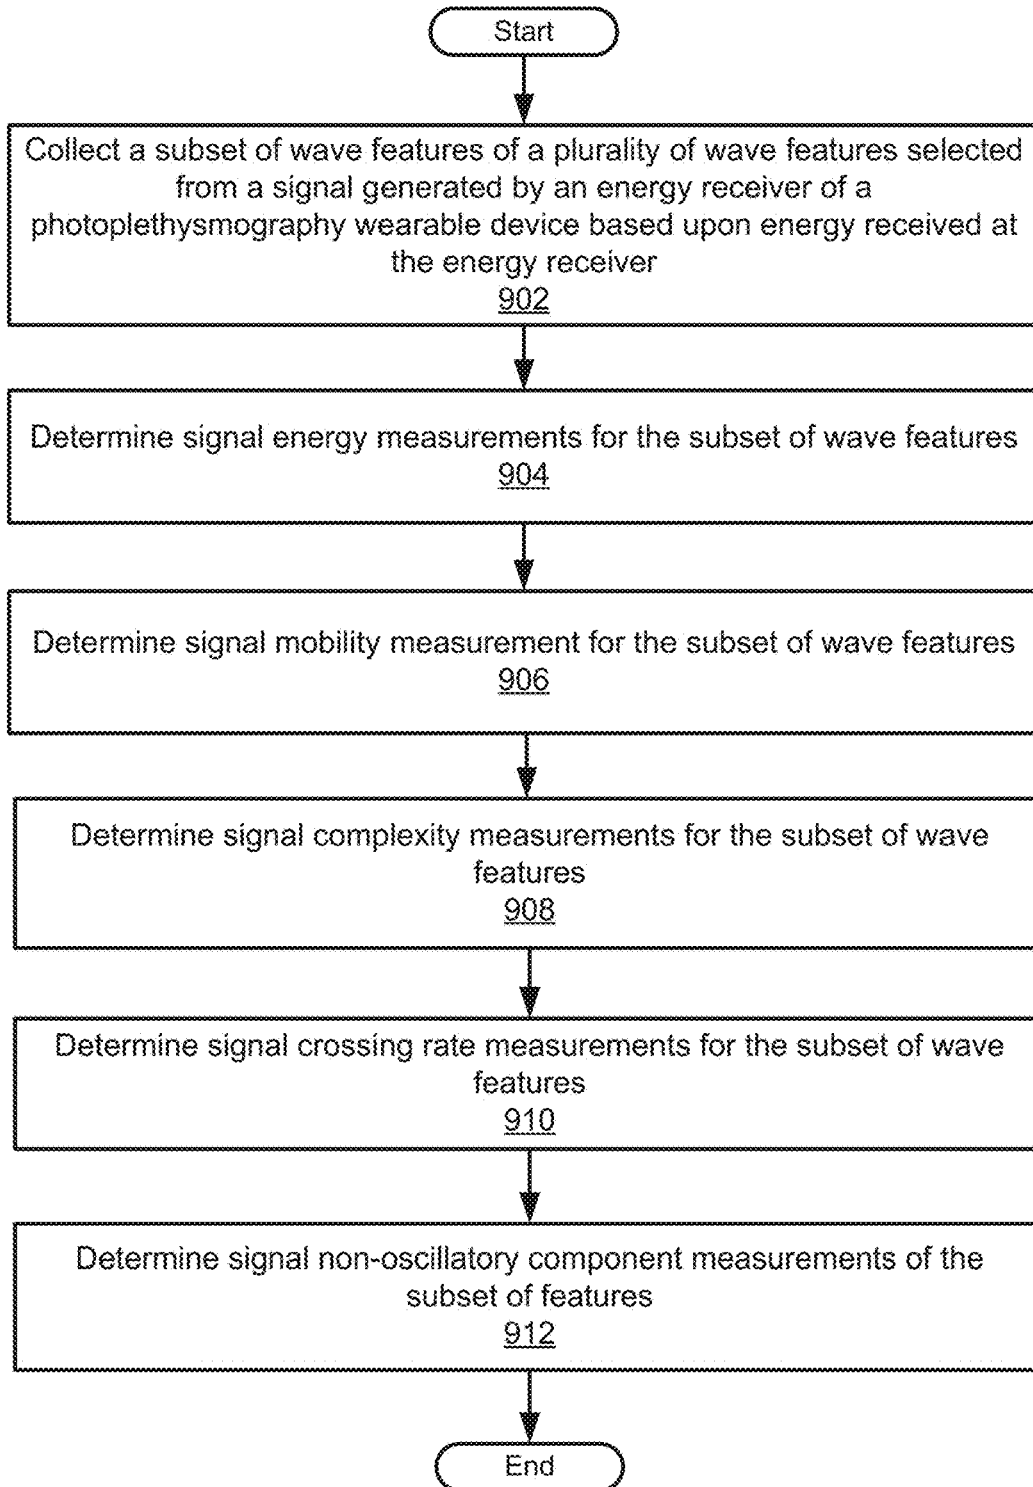 Start
Collect a subset of wave features of a plurality of wave features selected
from a signal generated by an energy receiver of a
photoplethysmography wearable device based upon energy received at
the energy receiver
902
Determine signal energy measurements for the subset of wave features
904
Determine signal mobility measurement for the subset of wave features
906
Determine signal complexity measurements for the subset of wave
features
908
Determine signal crossing rate measurements for the subset of wave
features
910
Determine signal non-oscillatory component measurements of the
subset of features
912
End